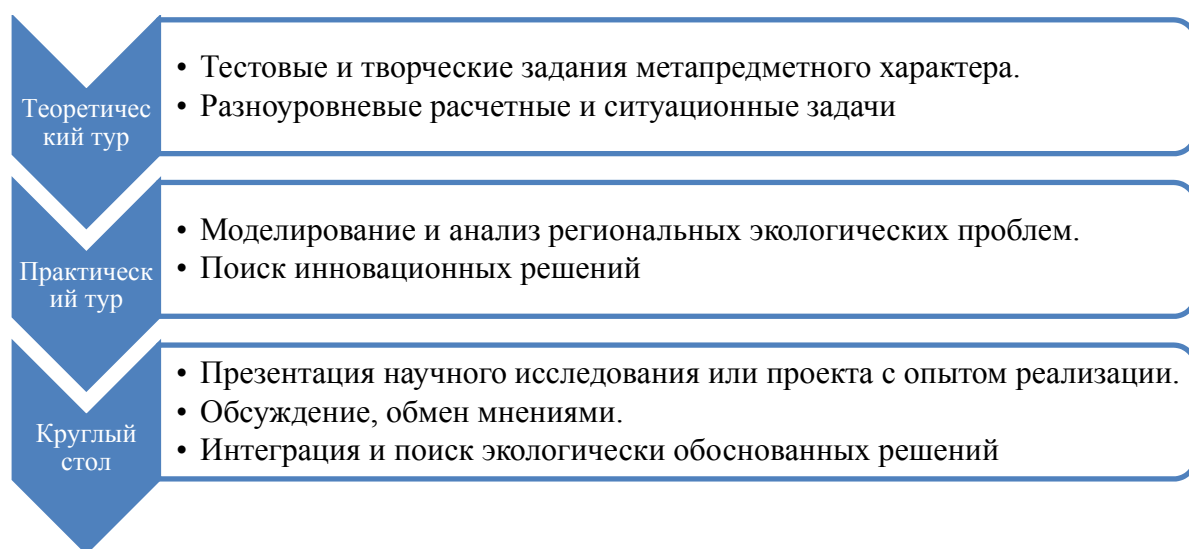 Теоретичес
кий тур
• Тестовые и творческие задания метапредметного характера.
• Разноуровневые расчетные и ситуационные задачи
Практическ
ий тур
• Моделирование и анализ региональных экологических проблем.
• Поиск инновационных решений
Круглый
стол
• Презентация научного исследования или проекта с опытом реализации.
• Обсуждение, обмен мнениями.
• Интеграция и поиск экологически обоснованных решений